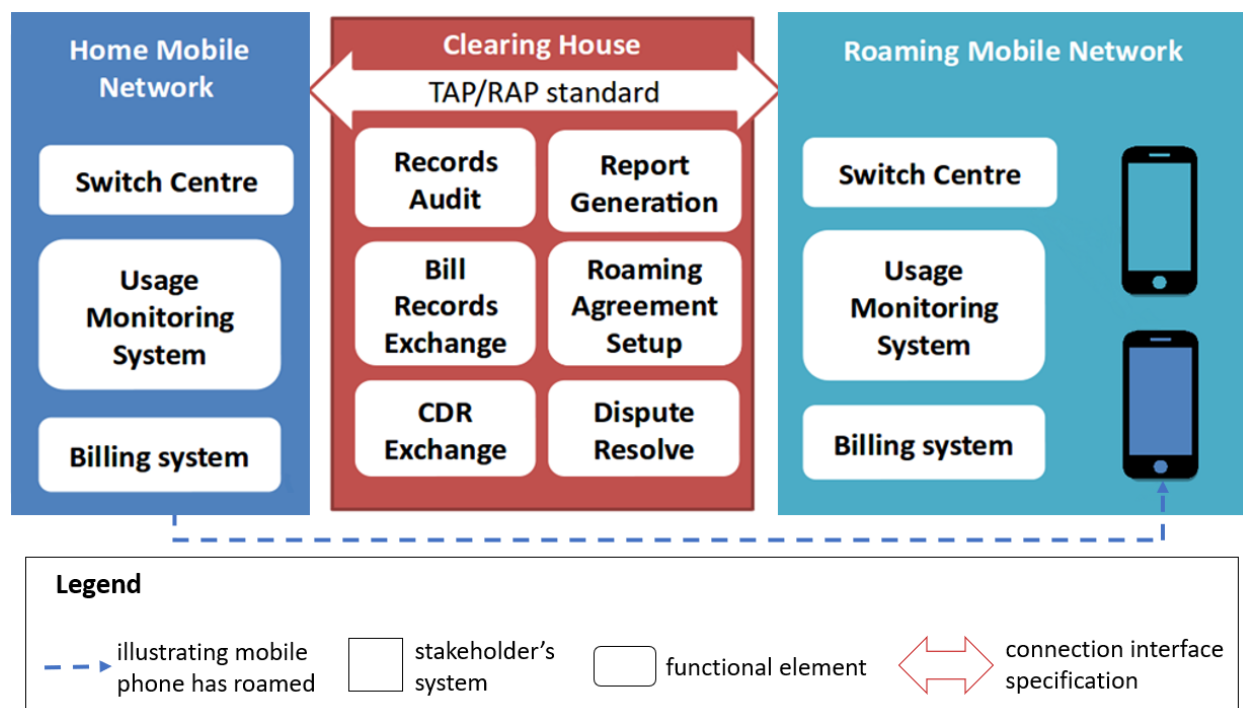 Home Mobile
Network
Switch Centre
Usage
Monitoring
System
Billing system
Clearing House
TAP/RAP standard
Records
Audit
Report
Generation
Bill
Records
Exchange
Roaming
Agreement
Setup
CDR
Exchange
Dispute
Resolve
Roaming Mobile Network
Switch Centre
Usage
Monitoring
System
Billing system
Legend
illustrating mobile
phone has roamed
stakeholder's
system
functional element
connection interface
specification